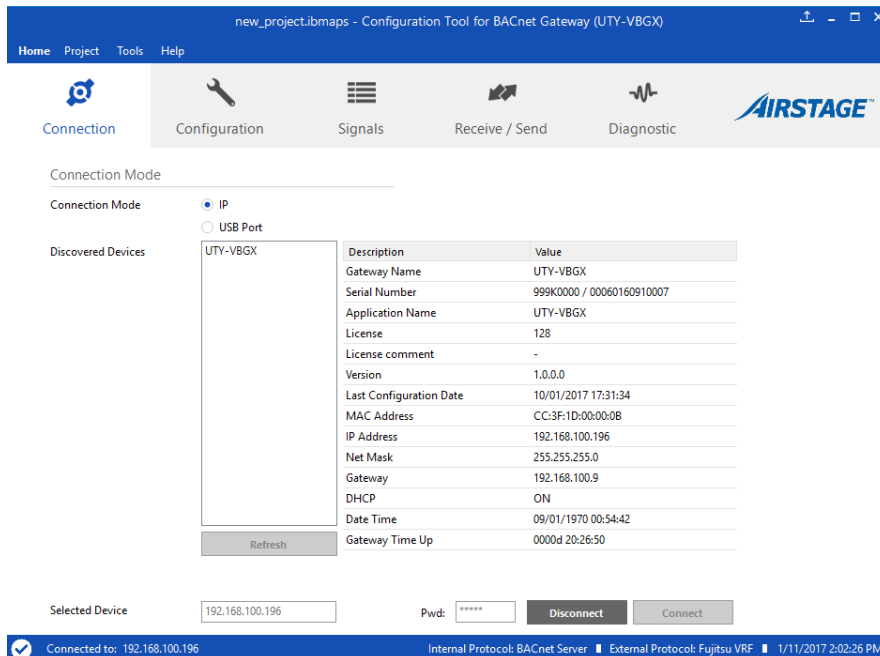 new_project.ibmaps - Configuration Tool for BACnet Gateway (UTY-VBGX)
Home Project Tools Help
Connection Configuration Signals Receive / Send Diagnostic AIRSTAGE™
Connection Mode
Connection Mode IP
USB Port
Discovered Devices UTY-VBGX Description Value
Gateway Name UTY-VBGX
Serial Number 999K0000 / 00060160910007
Application Name UTY-VBGX
License 128
License comment -
Version 1.0.0.0
Last Configuration Date 10/01/2017 17:31:34
MAC Address CC:3F:1D:00:00:0B
IP Address 192.168.100.196
Net Mask 255.255.255.0
Gateway 192.168.100.9
DHCP ON
Date Time 09/01/1970 00:54:42
Refresh Gateway Time Up 0000d 20:26:50
Selected Device 192.168.100.196 Pwd: ***** Disconnect Connect
Connected to: 192.168.100.196 Internal Protocol: BACnet Server External Protocol: Fujitsu VRF 1/11/2017 2:02:26 PM